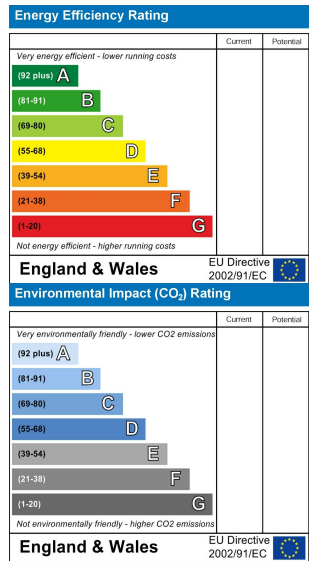 Energy Efficiency Rating
Current Potential
Very energy efficient - lower running costs
(92 plus) A
(81-91) B
(69-80) C
(55-68) D
(39-54) E
(21-38) F
(1-20) G
Not energy efficient - higher running costs
England & Wales
EU Directive
2002/91/EC
Environmental Impact (CO₂) Rating
Current Potential
Very environmentally friendly - lower CO2 emissions
(92 plus) A
(81-91) B
(69-80) C
(55-68) D
(39-54) E
(21-38) F
(1-20) G
Not environmentally friendly - higher CO2 emissions
England & Wales
EU Directive
2002/91/EC